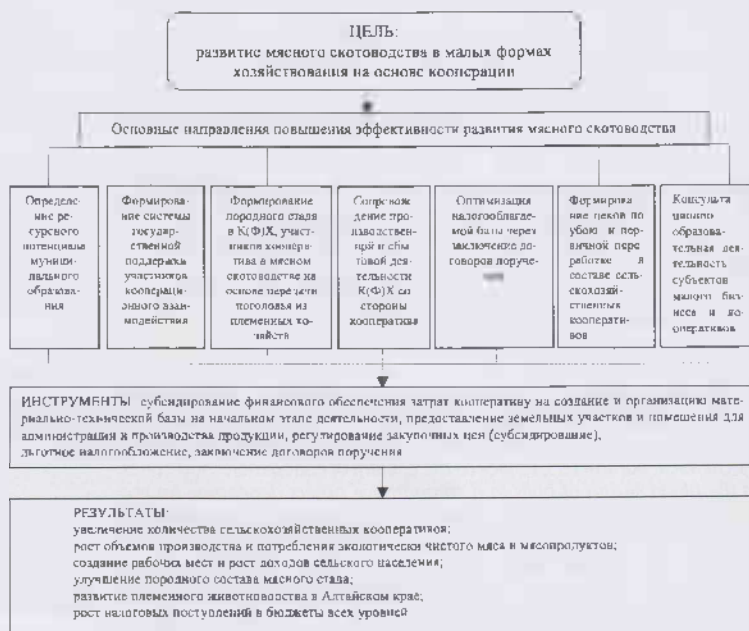 ЦЕЛЬ:
развитие мясного скотоводства в малых формах
хозяйствования на основе кооперации
Основные направления повышения эффективности развития мясного скотоводства
Определе-
ние ре-
сурсного
потенциала
муници-
пального
образова-
ния
Формирова-
ние системы
государствен-
ной
поддержки
участников
кооперaци-
онного взаи-
модействия
Формирование
породного стада
в К(Ф)Х, участ-
ников коопера-
тива в мясном
скотоводстве на
основе передачи
поголовья из
племенных хо-
зяйств
Сопровож-
дение про-
изводствен-
ной и сбы-
товой дея-
тельности
К(Ф)Х со
стороны
кооператива
Оптимизация
налогооблагае-
мой базы через
заключение до-
говоров поруче-
Формирова-
ние цехов по
убою и пер-
вичной пере
работке в
составе сель-
скохозяй-
ственных
кооперати-
вов
Консульта
ционно
образова-
тельная дея-
тельность
субъектов
малого биз-
неса и ко-
оперативов
ИНСТРУМЕНТЫ субсидирование финансового обеспечения затрат кооперативу на создание и организацию мате-
риально-технической базы на начальном этапе деятельности, предоставление земельных участков и помещения для
администрации и производства продукции, регулирование закупочных цен (субсидирование),
льготное налогообложение, заключение договоров поручения
РЕЗУЛЬТАТЫ:
увеличение количества сельскохозяйственных кооперативов;
рост объемов производства и потребления экологически чистого мяса и мясопродуктов;
создание рабочих мест и рост доходов сельского населения;
улучшение породного состава мясного стада;
развитие племенного животноводства в Алтайском крае;
рост налоговых поступлений в бюджеты всех уровней